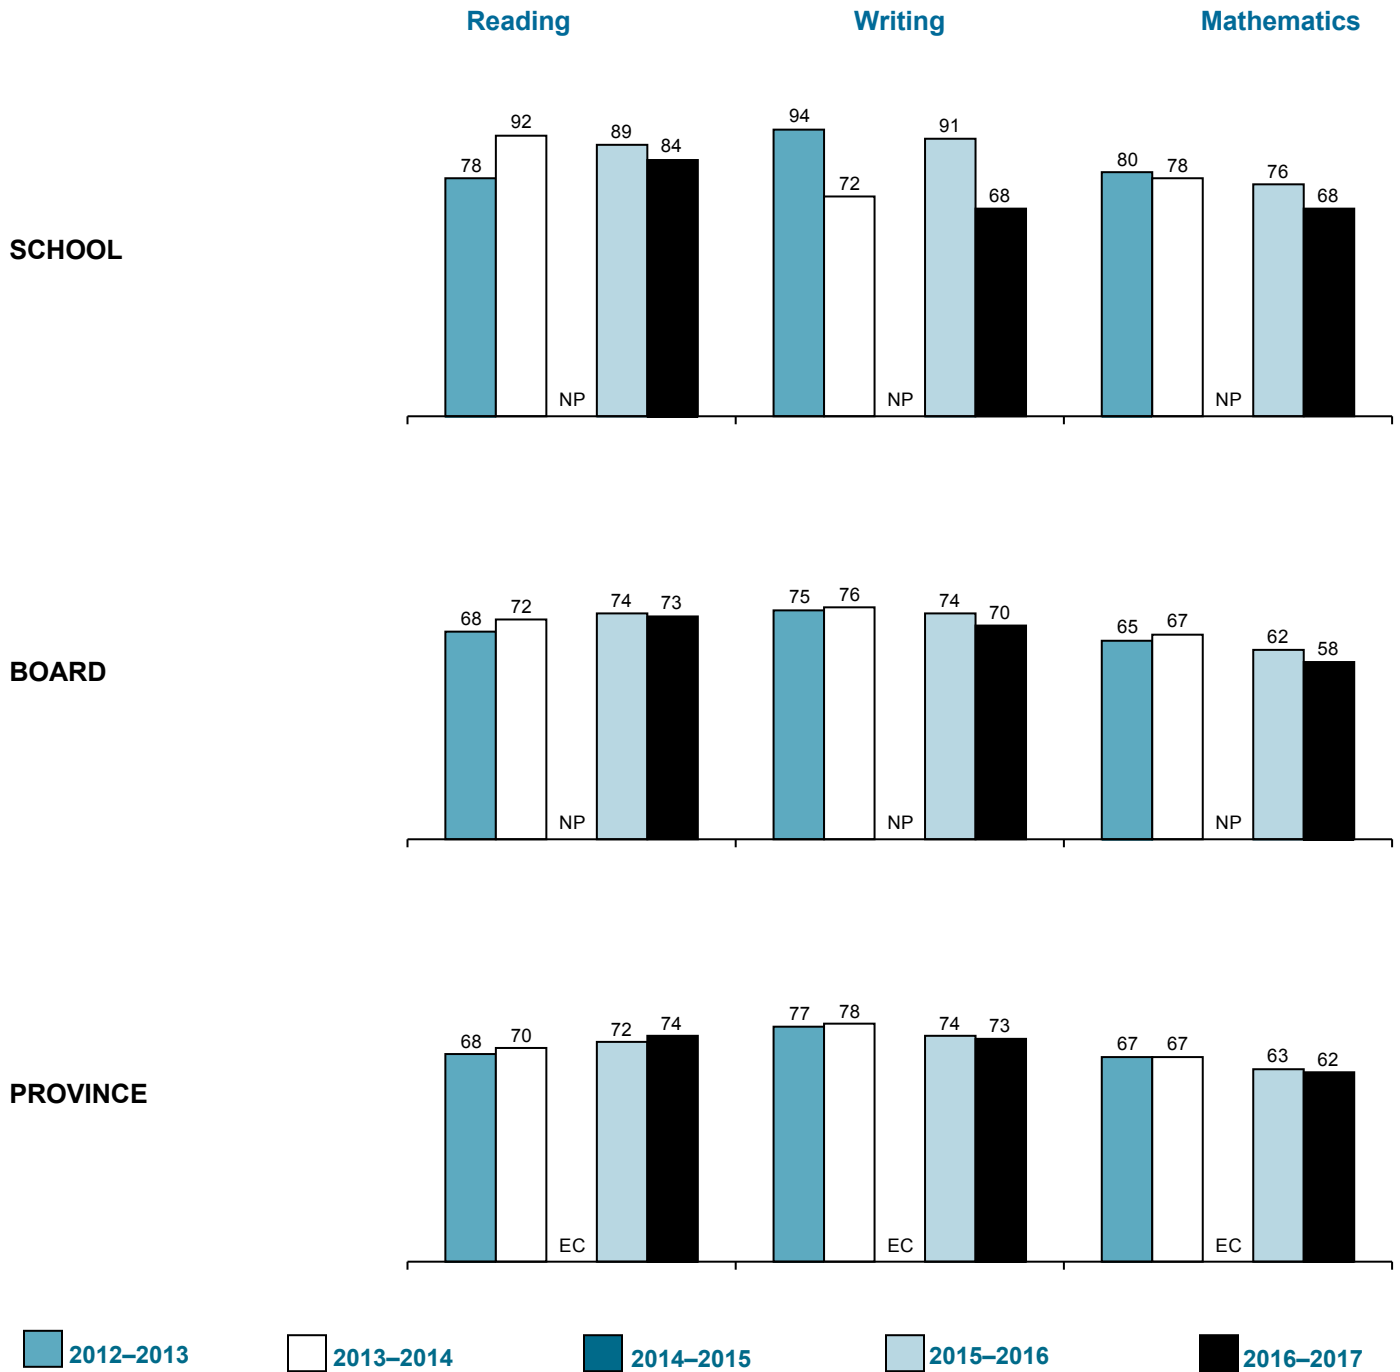 Reading Writing Mathematics
SCHOOL
78 92 NP 89 84 94 72 NP 91 68 80 78 NP 76 68
BOARD
68 72 NP 74 73 75 76 NP 74 70 65 67 NP 62 58
PROVINCE
68 70 EC 72 74 77 78 EC 74 73 67 67 EC 63 62
2012–2013 2013–2014 2014–2015 2015–2016 2016–2017